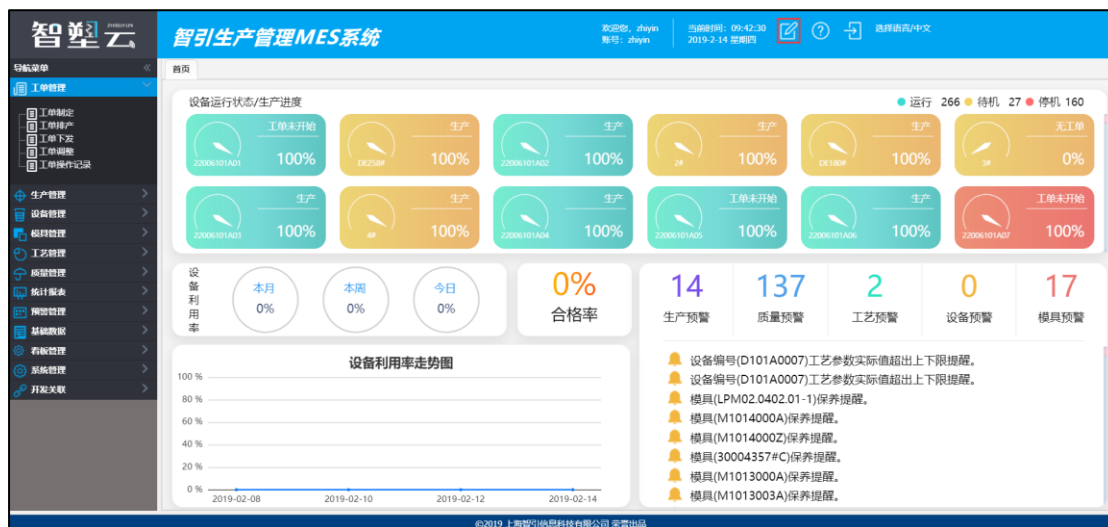 智塑云
智引生产管理MES系统
欢迎您，zhiyin
账号：zhiyin
当前时间：09:42:30
2019-2-14 星期四
选择语言/中文
导航菜单
首页
工单管理
工单制定
工单排产
工单下发
工单调整
工单操作记录
生产管理
设备管理
模具管理
工艺管理
质量管理
统计报表
预警管理
基础数据
看板管理
系统管理
开发关联
设备运行状态/生产进度
运行 266 待机 27 停机 160
工单未开始
22006101A01 100%
生产
DE258# 100%
生产
22006101A02 100%
生产
2# 100%
生产
DE180# 100%
无工单
3# 0%
生产
22006101A03 100%
生产
4# 100%
生产
22006101A04 100%
工单未开始
22006101A05 100%
生产
22006101A06 100%
工单未开始
22006101A07 100%
设备利用率
本月
0%
本周
0%
今日
0%
0%
合格率
14 137 2 0 17
生产预警 质量预警 工艺预警 设备预警 模具预警
设备利用率走势图
100 %
80 %
60 %
40 %
20 %
0 %
2019-02-08 2019-02-10 2019-02-12 2019-02-14
设备编号(D101A0007)工艺参数实际值超出上下限提醒。
设备编号(D101A0007)工艺参数实际值超出上下限提醒。
模具(LPM02.0402.01-1)保养提醒。
模具(M1014000A)保养提醒。
模具(M1014000Z)保养提醒。
模具(30004357#C)保养提醒。
模具(M1013000A)保养提醒。
模具(M1013003A)保养提醒。
©2019 上海智引信息科技有限公司 荣誉出品